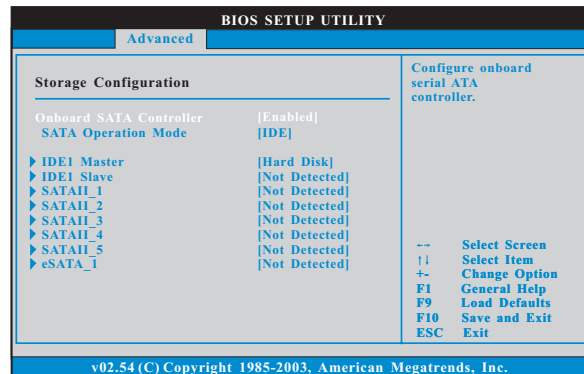 BIOS SETUP UTILITY
Advanced
Storage Configuration
Onboard SATA Controller [Enabled]
SATA Operation Mode [IDE]
IDE1 Master [Hard Disk]
IDE1 Slave [Not Detected]
SATAII_1 [Not Detected]
SATAII_2 [Not Detected]
SATAII_3 [Not Detected]
SATAII_4 [Not Detected]
SATAII_5 [Not Detected]
eSATA_1 [Not Detected]
Configure onboard
serial ATA
controller.
←→ Select Screen
↑↓ Select Item
+- Change Option
F1 General Help
F9 Load Defaults
F10 Save and Exit
ESC Exit
v02.54 (C) Copyright 1985-2003, American Megatrends, Inc.